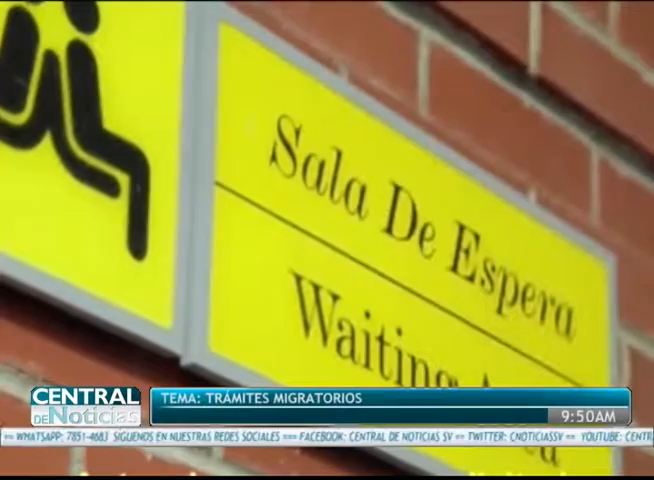 Sala De Espera
Waiting
CENTRAL
DE Noticias
TEMA: TRÁMITES MIGRATORIOS
9:50AM
== WHATSAPP: 7851-4683 SIGUENOS EN NUESTRAS REDES SOCIALES === FACEBOOK: CENTRAL DE NOTICIAS SV == TWITTER: CNOTICIASSV == YOUTUBE: CENTR